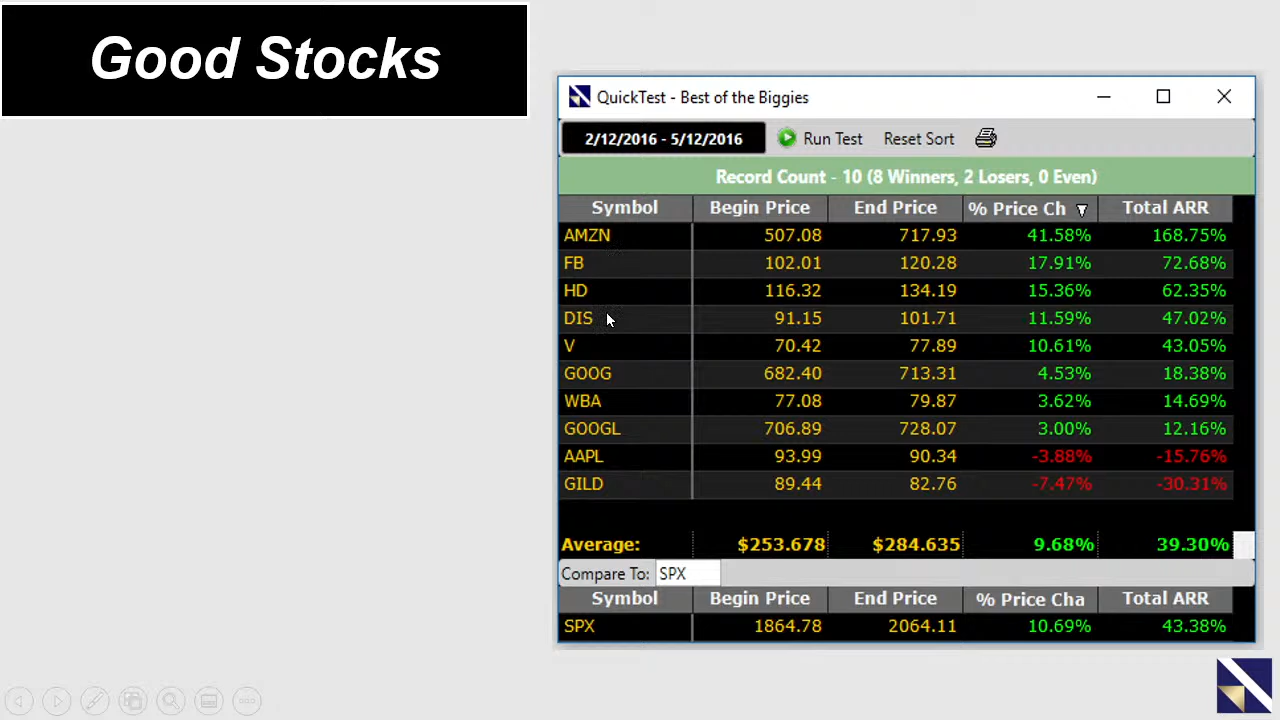 Good Stocks
QuickTest - Best of the Biggies
2/12/2016 - 5/12/2016 Run Test Reset Sort
Record Count - 10 (8 Winners, 2 Losers, 0 Even)
Symbol Begin Price End Price % Price Ch Total ARR
AMZN 507.08 717.93 41.58% 168.75%
FB 102.01 120.28 17.91% 72.68%
HD 116.32 134.19 15.36% 62.35%
DIS 91.15 101.71 11.59% 47.02%
V 70.42 77.89 10.61% 43.05%
GOOG 682.40 713.31 4.53% 18.38%
WBA 77.08 79.87 3.62% 14.69%
GOOGL 706.89 728.07 3.00% 12.16%
AAPL 93.99 90.34 -3.88% -15.76%
GILD 89.44 82.76 -7.47% -30.31%
Average: $253.678 $284.635 9.68% 39.30%
Compare To: SPX
Symbol Begin Price End Price % Price Cha Total ARR
SPX 1864.78 2064.11 10.69% 43.38%